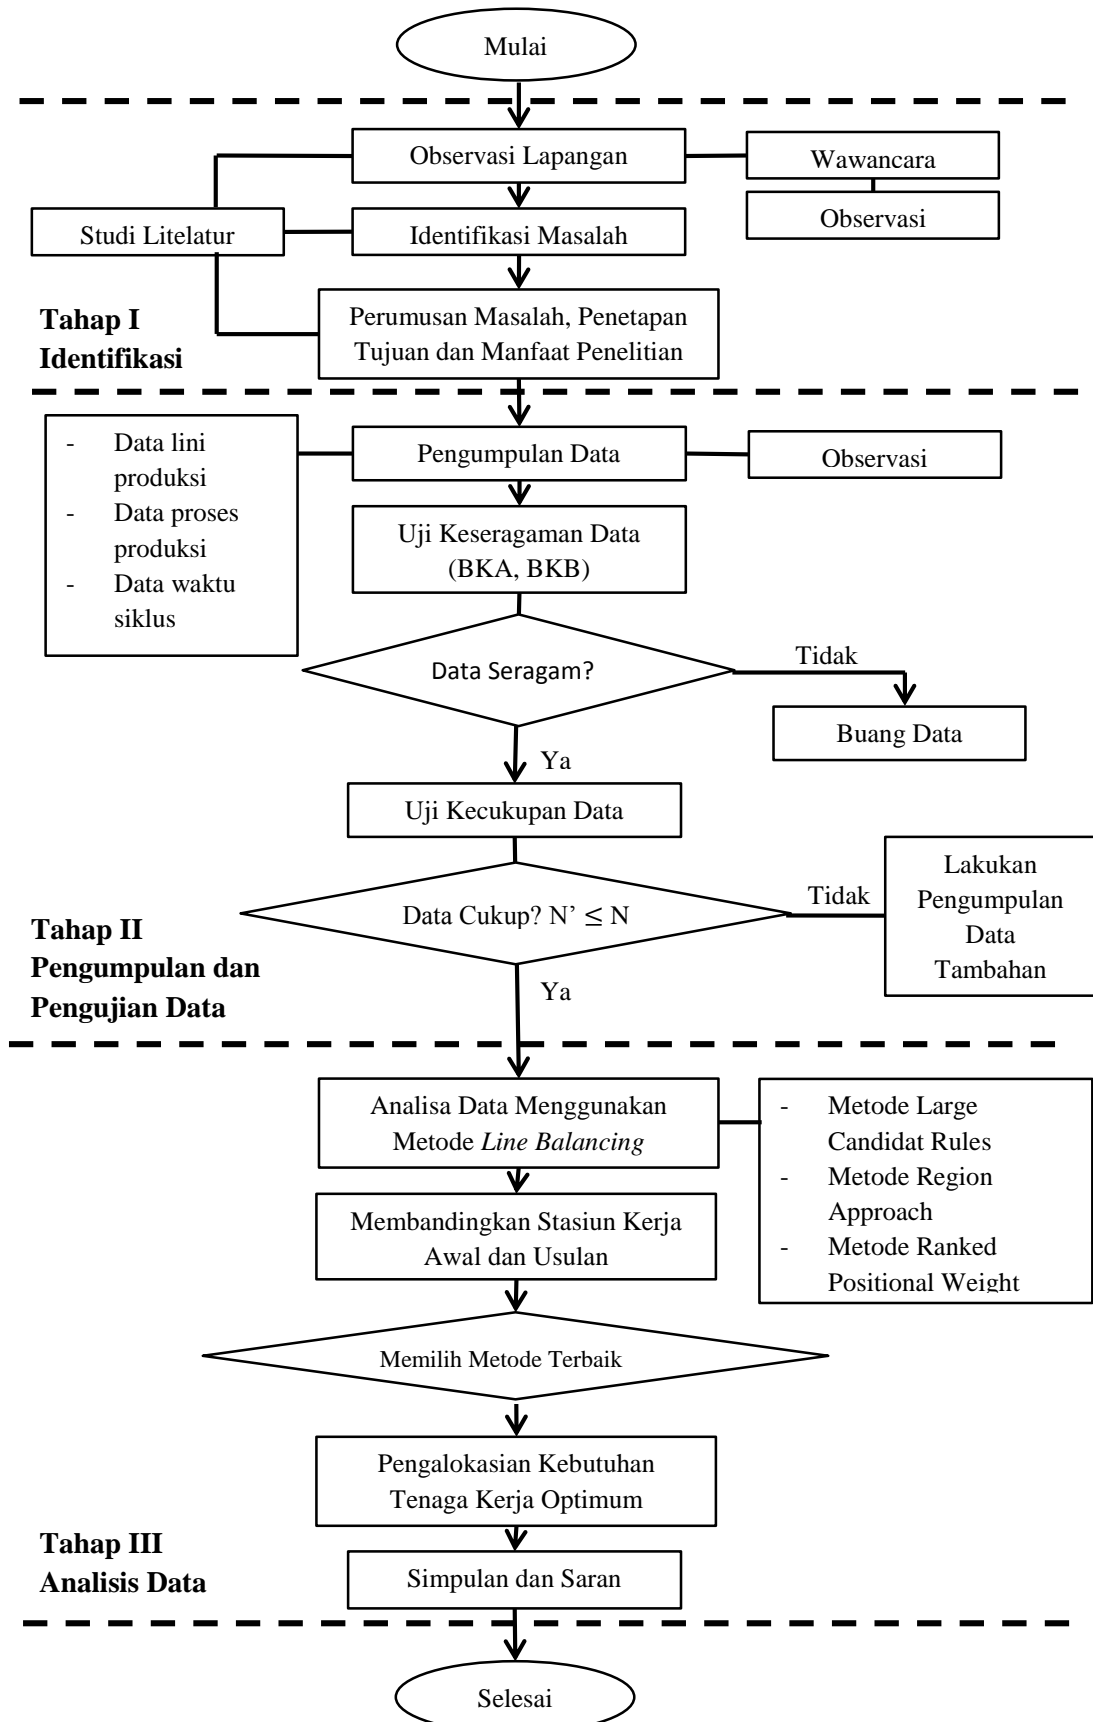 Mulai
Observasi Lapangan
Wawancara
Observasi
Studi Litelatur
Identifikasi Masalah
Perumusan Masalah, Penetapan
Tujuan dan Manfaat Penelitian
Tahap I
Identifikasi
- Data lini
produksi
- Data proses
produksi
- Data waktu
siklus
Pengumpulan Data
Observasi
Uji Keseragaman Data
(BKA, BKB)
Data Seragam?
Tidak
Buang Data
Ya
Uji Kecukupan Data
Data Cukup? N’ ≤ N
Tidak
Lakukan
Pengumpulan
Data
Tambahan
Ya
Tahap II
Pengumpulan dan
Pengujian Data
Analisa Data Menggunakan
Metode Line Balancing
- Metode Large
Candidat Rules
- Metode Region
Approach
- Metode Ranked
Positional Weight
Membandingkan Stasiun Kerja
Awal dan Usulan
Memilih Metode Terbaik
Pengalokasian Kebutuhan
Tenaga Kerja Optimum
Tahap III
Analisis Data
Simpulan dan Saran
Selesai